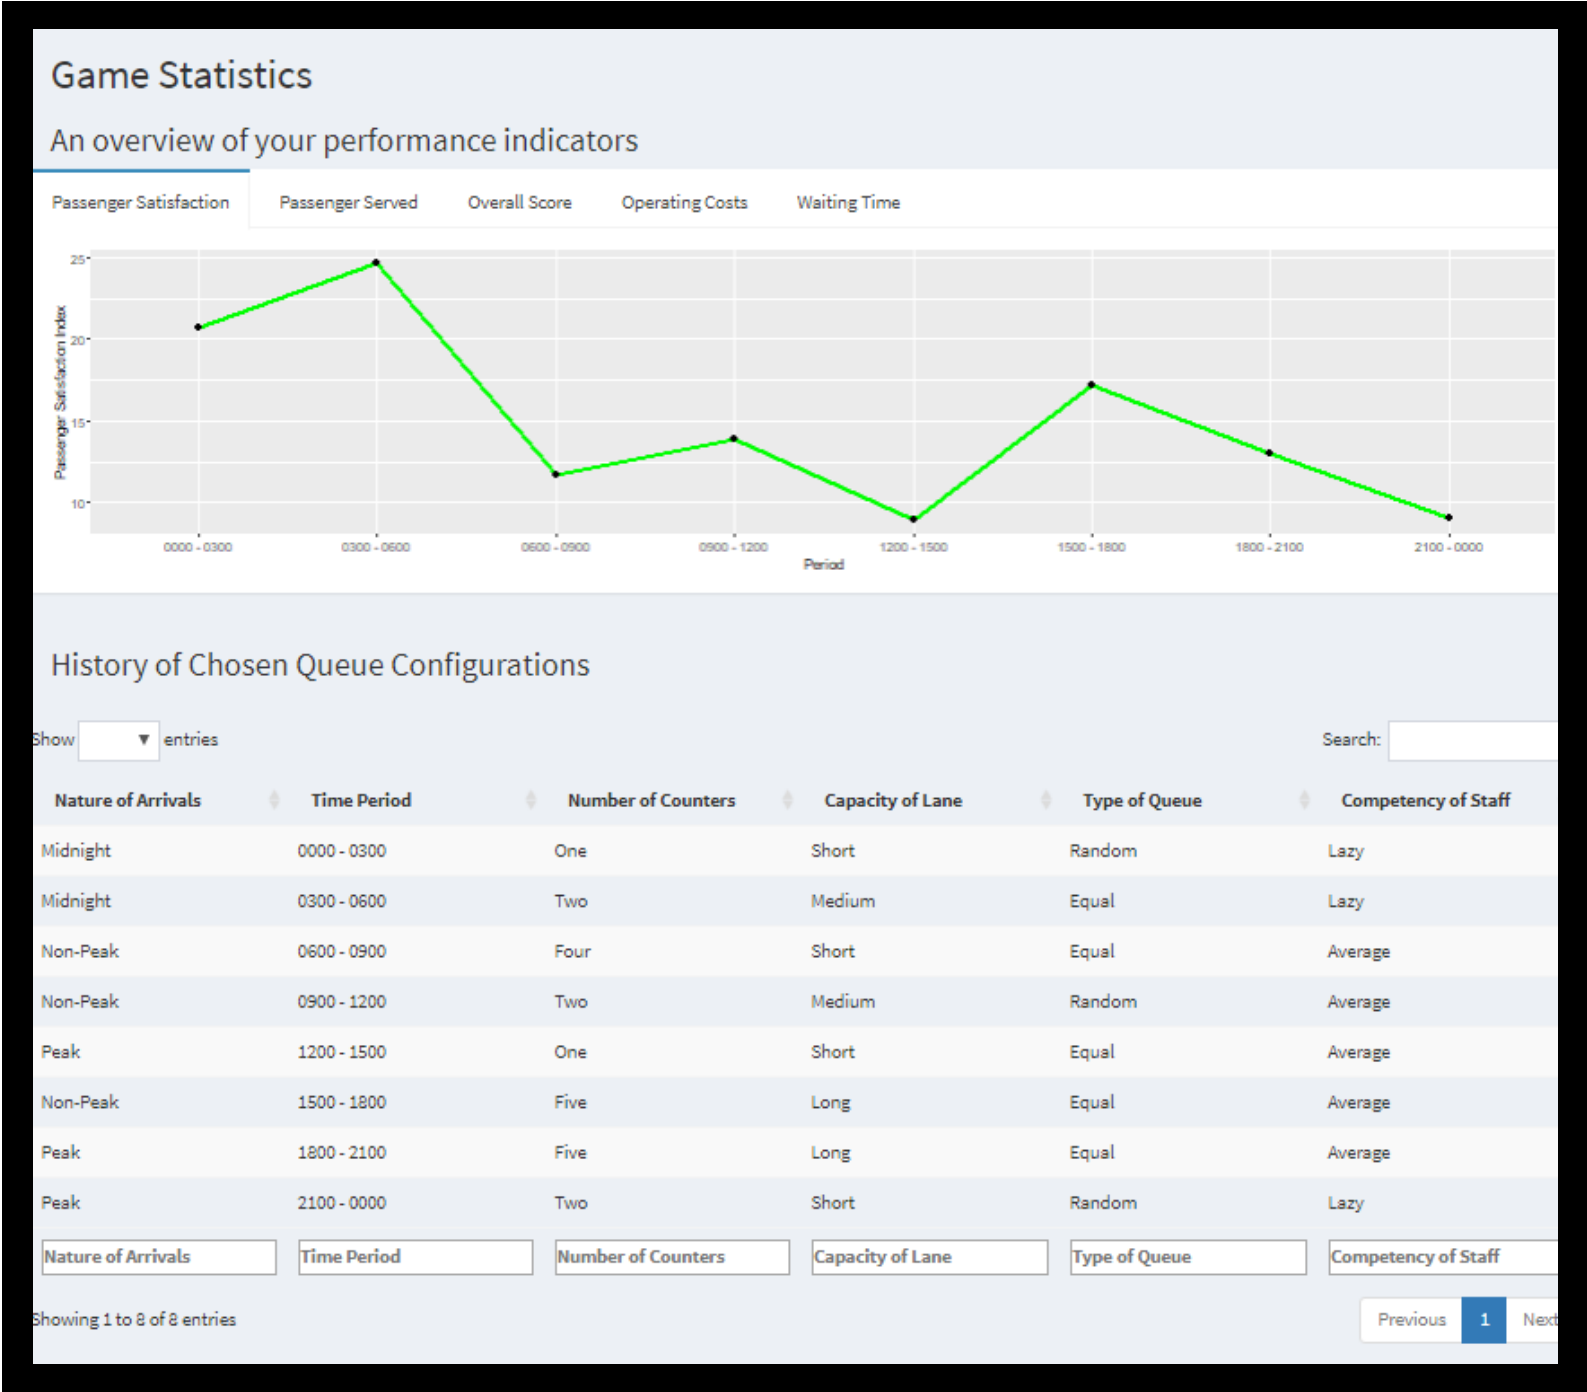 Game Statistics
An overview of your performance indicators
Passenger Satisfaction Passenger Served Overall Score Operating Costs Waiting Time
Passenger Satisfaction Index
25
20
15
10
0000 - 0300 0300 - 0600 0600 - 0900 0900 - 1200 1200 - 1500 1500 - 1800 1800 - 2100 2100 - 0000
Period
History of Chosen Queue Configurations
Show entries Search:
Nature of Arrivals Time Period Number of Counters Capacity of Lane Type of Queue Competency of Staff
Midnight 0000 - 0300 One Short Random Lazy
Midnight 0300 - 0600 Two Medium Equal Lazy
Non-Peak 0600 - 0900 Four Short Equal Average
Non-Peak 0900 - 1200 Two Medium Random Average
Peak 1200 - 1500 One Short Equal Average
Non-Peak 1500 - 1800 Five Long Equal Average
Peak 1800 - 2100 Five Long Equal Average
Peak 2100 - 0000 Two Short Random Lazy
Nature of Arrivals Time Period Number of Counters Capacity of Lane Type of Queue Competency of Staff
Showing 1 to 8 of 8 entries Previous 1 Next